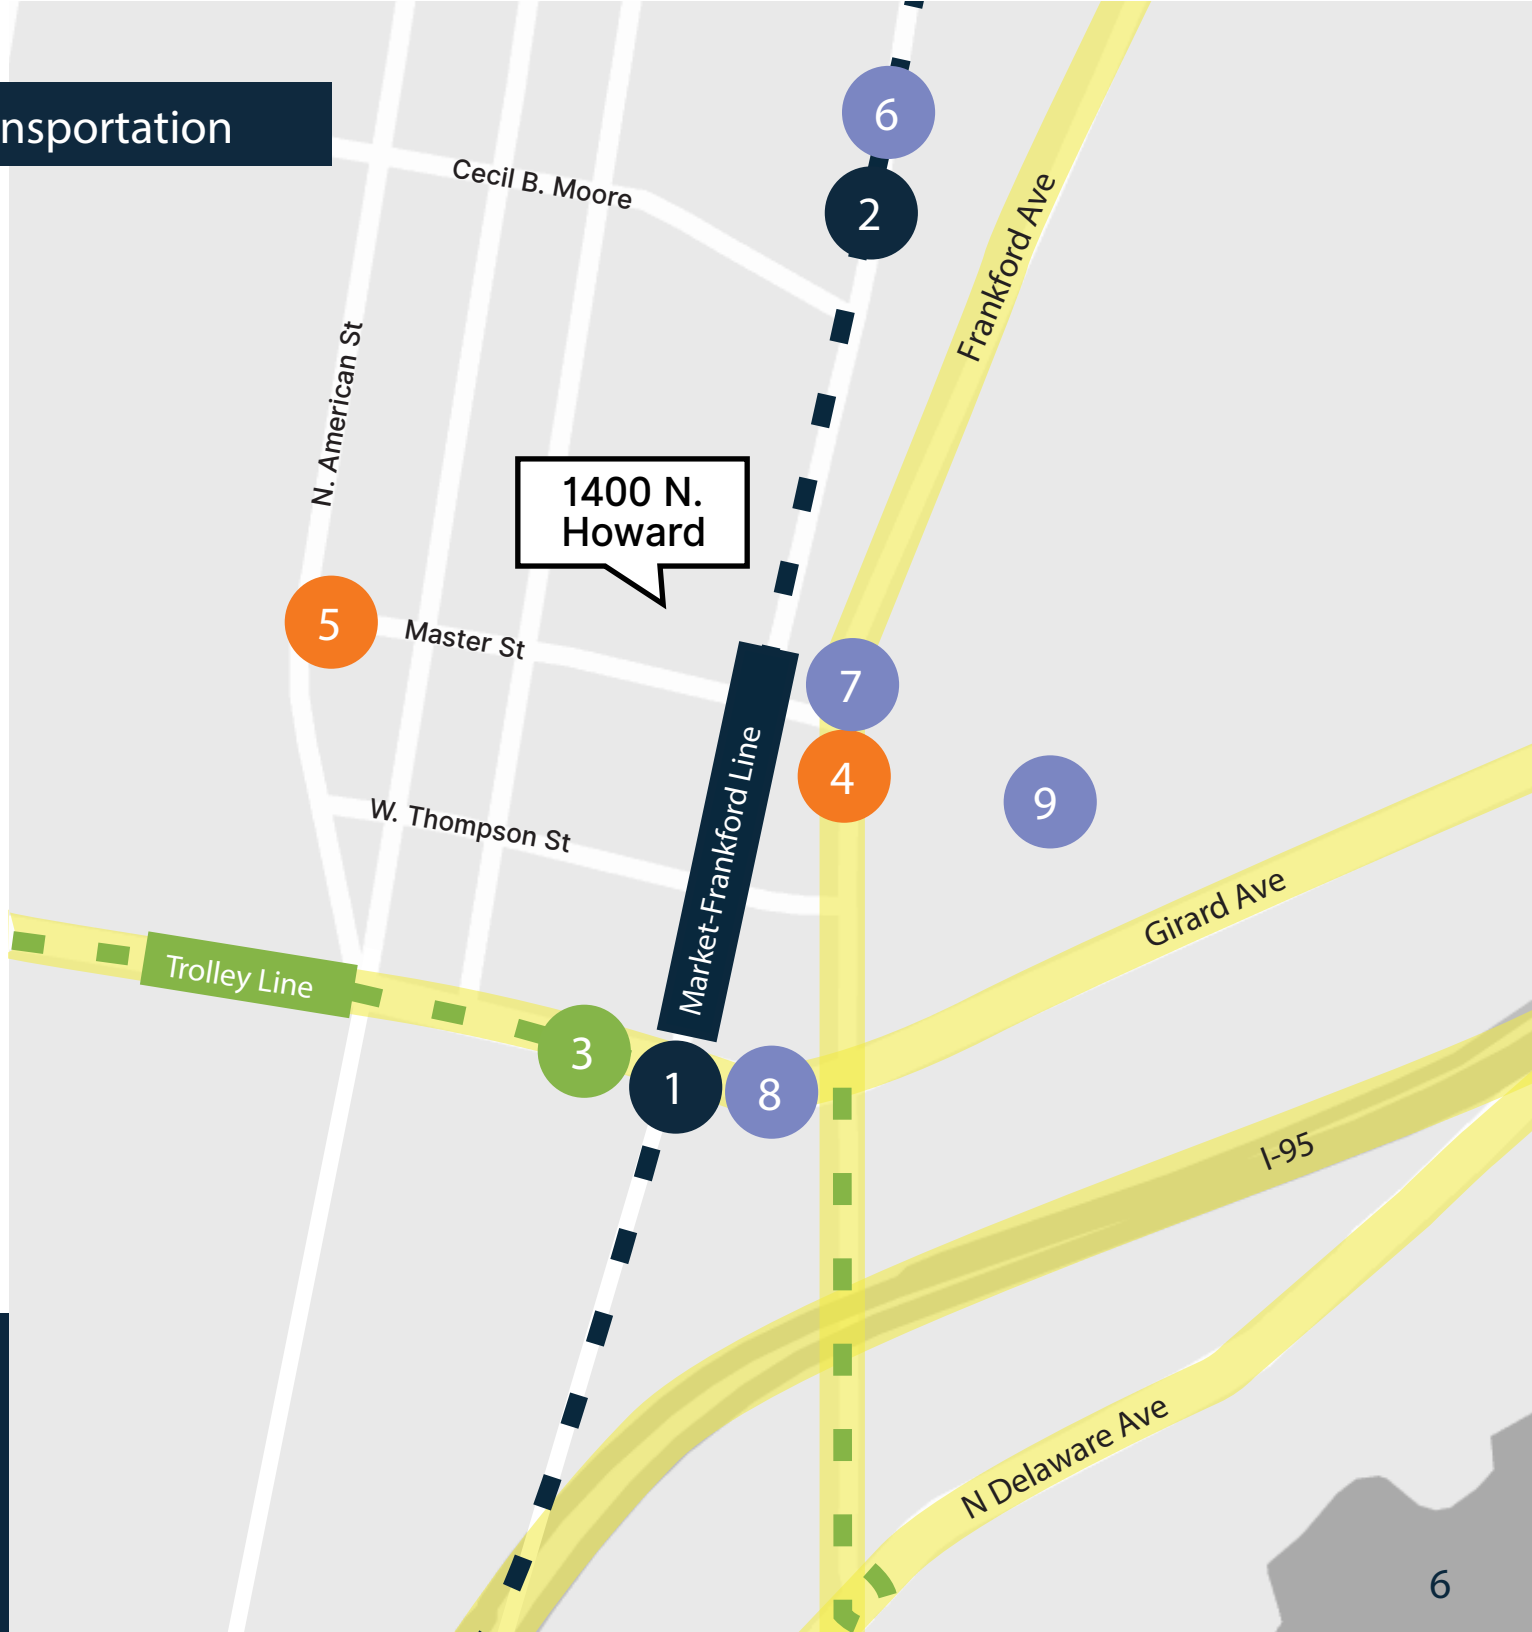 nsportation
6
2
Cecil B. Moore
Frankford Ave
N. American St
1400 N.
Howard
5
Master St
7
4
9
Market-Frankford Line
W. Thompson St
Girard Ave
Trolley Line
3
1
8
I-95
N Delaware Ave
6